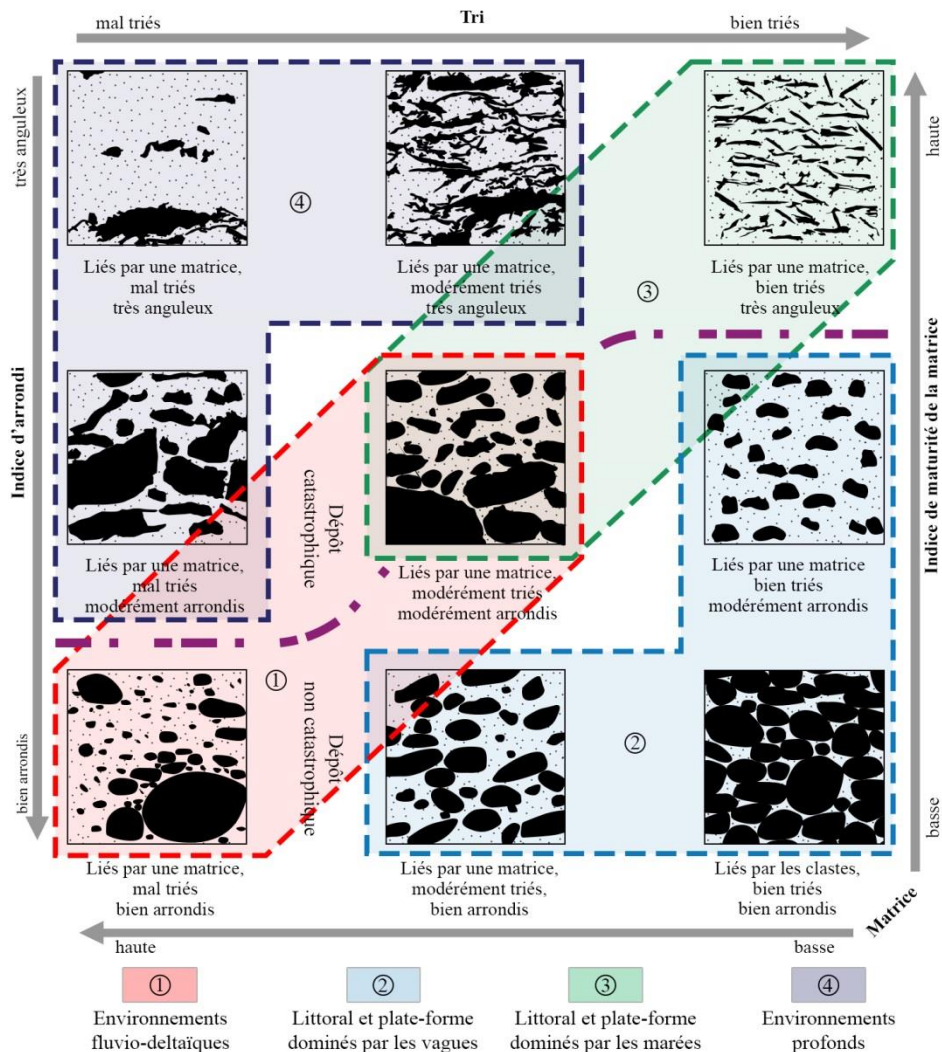 Tri
mal triés
bien triés
très anguleux
Indice d'arrondi
bien arrondis
haute
Indice de maturité de la matrice
basse
④
③
Liés par une matrice,
mal triés
très anguleux
Liés par une matrice,
modérément triés
très anguleux
Liés par une matrice,
bien triés
très anguleux
Dépôt
catastrophique
Liés par une matrice,
mal triés
modérément arrondis
Liés par une matrice,
modérément triés
modérément arrondis
Liés par une matrice
bien triés
modérément arrondis
①
Dépôt
non catastrophique
②
Liés par une matrice,
mal triés
bien arrondis
Liés par une matrice,
modérément triés,
bien arrondis
Liés par les clastes,
bien triés,
bien arrondis
Matrice
haute
basse
①
Environnements
fluvio-deltaïques
②
Littoral et plate-forme
dominés par les vagues
③
Littoral et plate-forme
dominés par les marées
④
Environnements
profonds